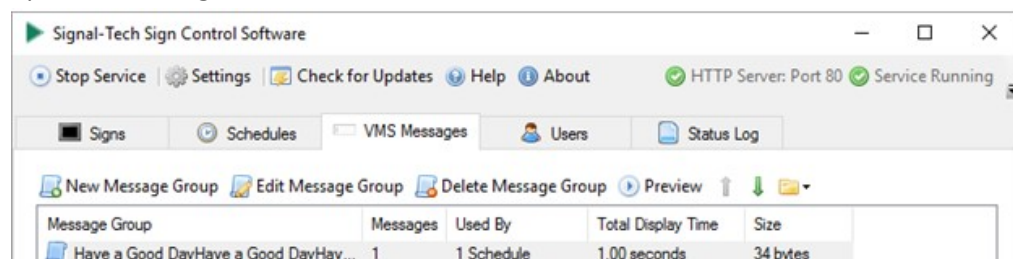 Signal-Tech Sign Control Software
Stop Service Settings Check for Updates Help About HTTP Server: Port 80 Service Running
Signs Schedules VMS Messages Users Status Log
New Message Group Edit Message Group Delete Message Group Preview
Message Group Messages Used By Total Display Time Size
Have a Good DayHave a Good DayHav... 1 1 Schedule 1.00 seconds 34 bytes